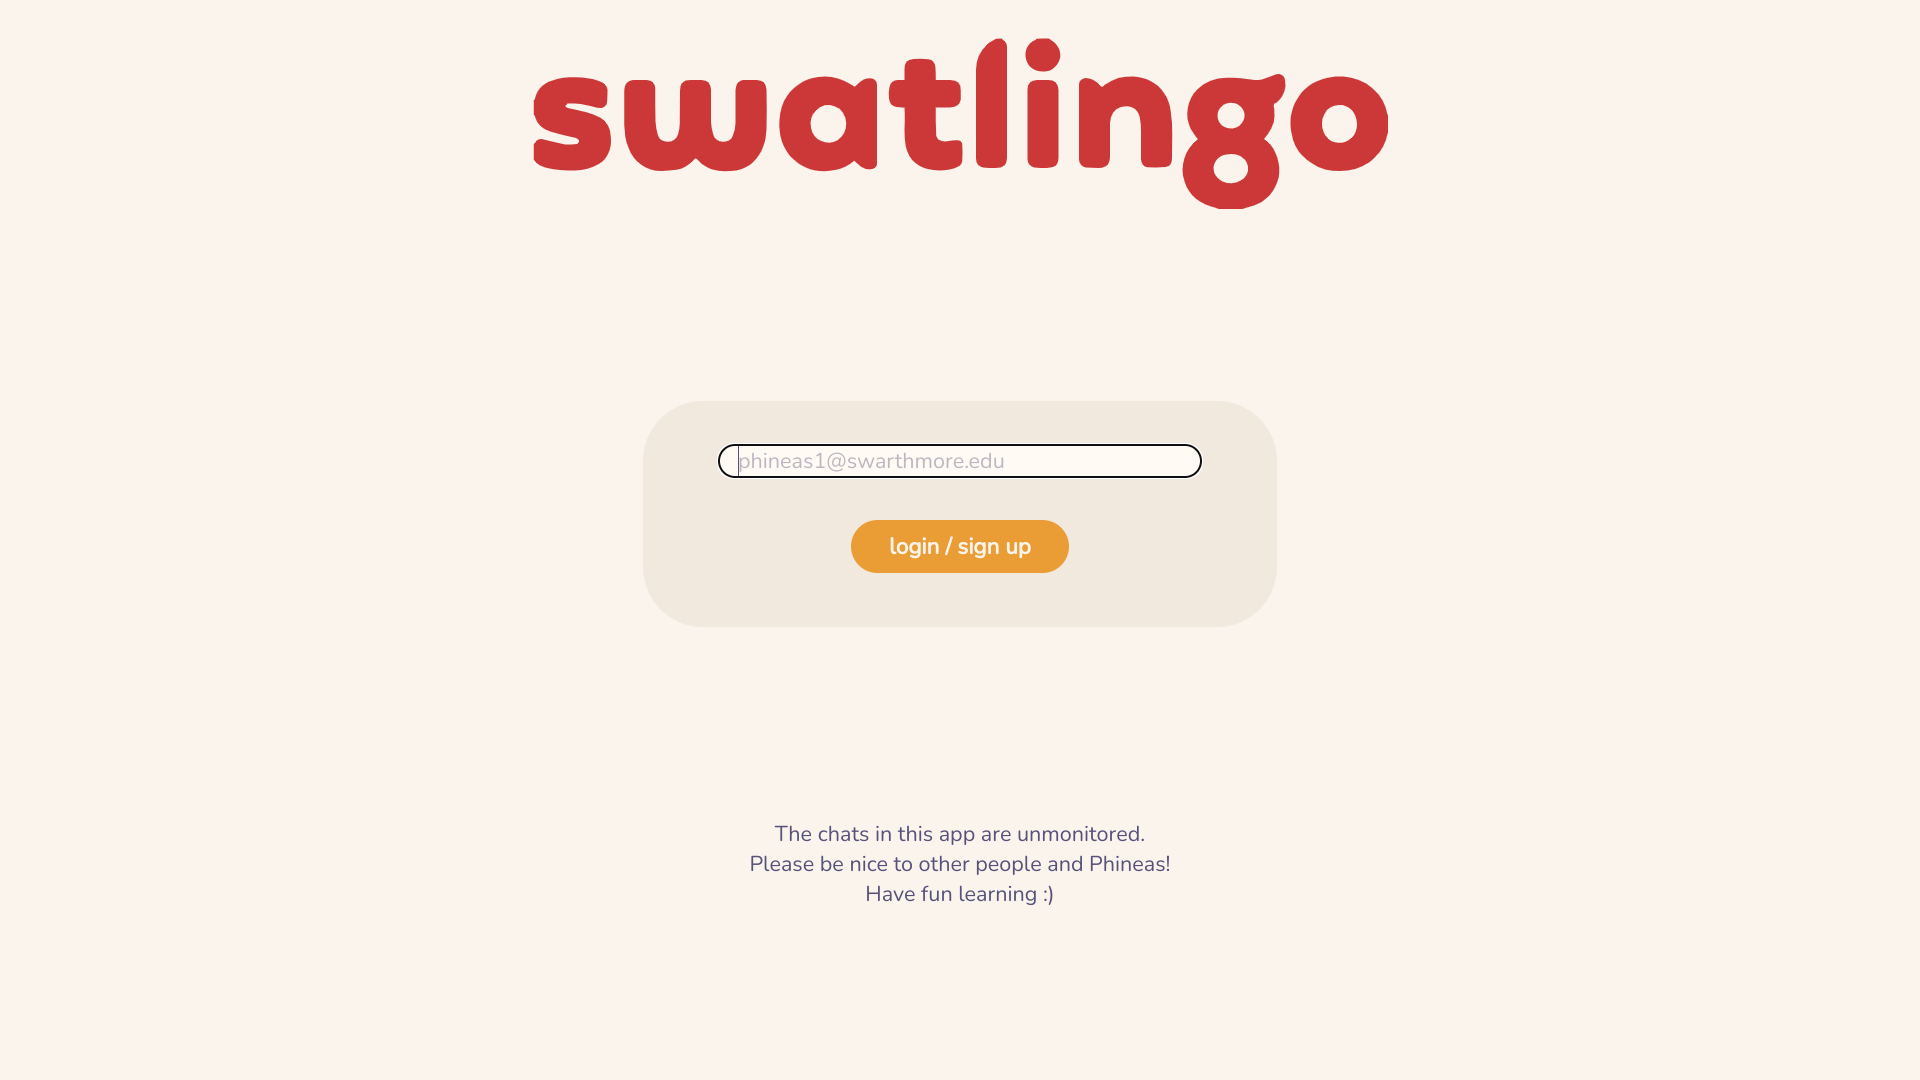 swatlingo
phineas1@swarthmore.edu
login / sign up
The chats in this app are unmonitored.
Please be nice to other people and Phineas!
Have fun learning :)